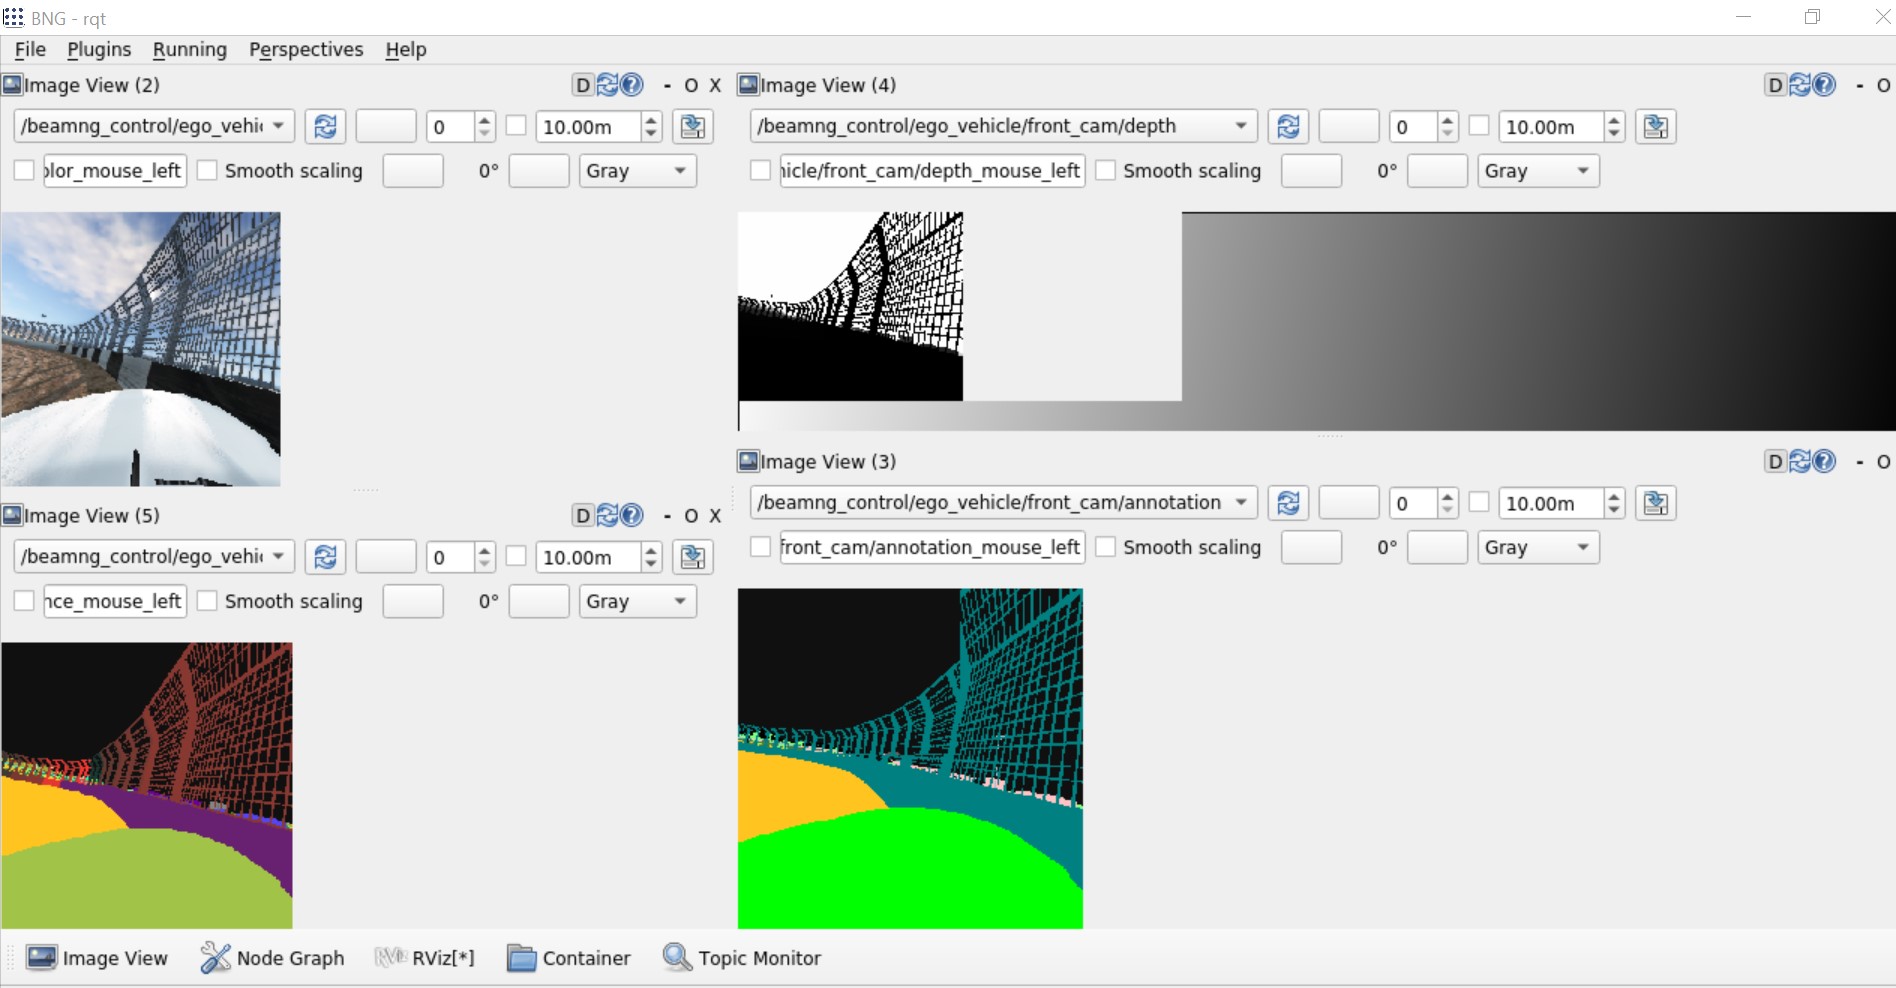 BNG - rqt
File Plugins Running Perspectives Help
Image View (2) D - O X
/beamng_control/ego_vehic 0 10.00m
olor_mouse_left Smooth scaling 0° Gray
Image View (4) D - O
/beamng_control/ego_vehicle/front_cam/depth 0 10.00m
hicle/front_cam/depth_mouse_left Smooth scaling 0° Gray
Image View (5) D - O X
/beamng_control/ego_vehic 0 10.00m
nce_mouse_left Smooth scaling 0° Gray
Image View (3) D - O
/beamng_control/ego_vehicle/front_cam/annotation 0 10.00m
front_cam/annotation_mouse_left Smooth scaling 0° Gray
Image View Node Graph RViz[*] Container Topic Monitor